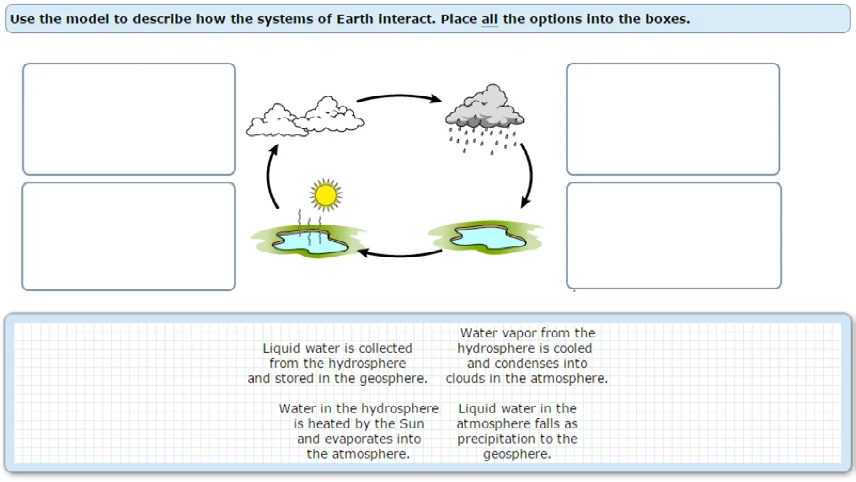 Use the model to describe how the systems of Earth interact. Place all the options into the boxes.
Liquid water is collected
from the hydrosphere
and stored in the geosphere.
Water vapor from the
hydrosphere is cooled
and condenses into
clouds in the atmosphere.
Water in the hydrosphere
is heated by the Sun
and evaporates into
the atmosphere.
Liquid water in the
atmosphere falls as
precipitation to the
geosphere.